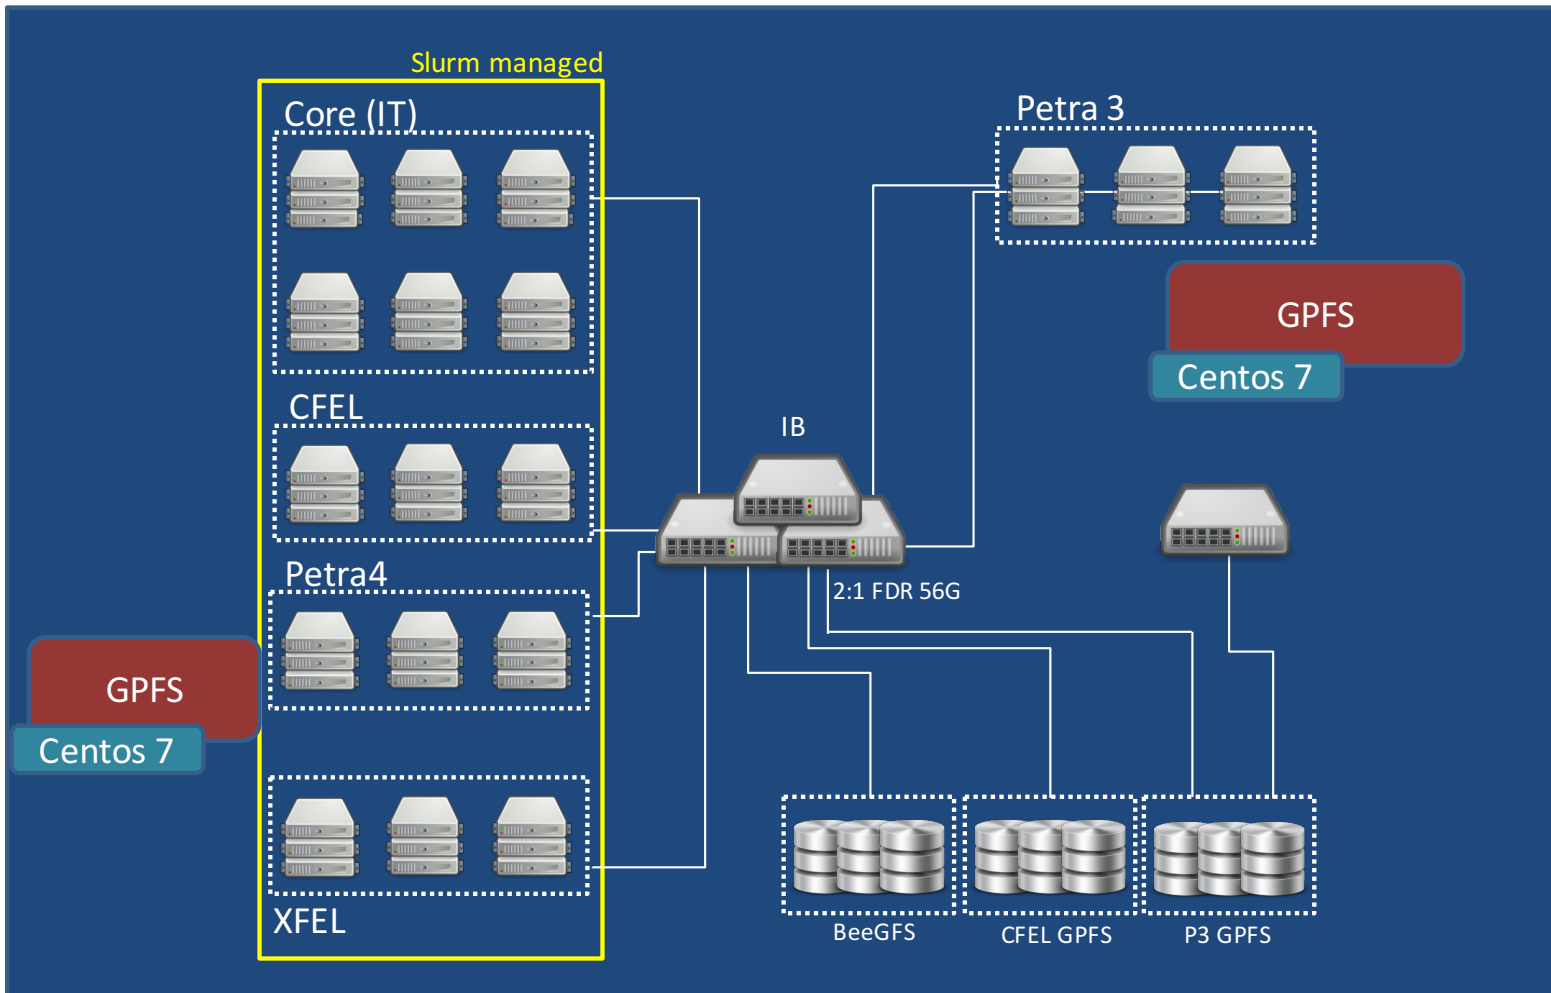 Slurm managed
Core (IT)
Petra 3
GPFS
Centos 7
CFEL
IB
Petra4
2:1 FDR 56G
GPFS
Centos 7
XFEL
BeeGFS
CFEL GPFS
P3 GPFS